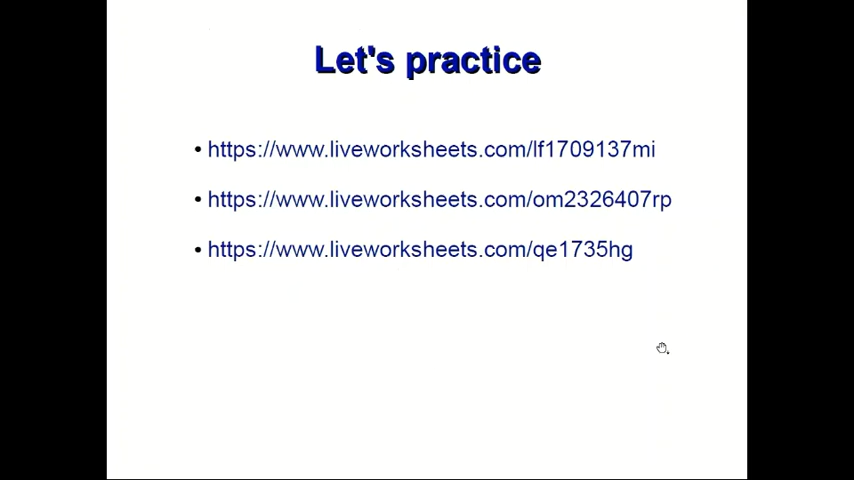 Let's practice
• https://www.liveworksheets.com/lf1709137mi
• https://www.liveworksheets.com/om2326407rp
• https://www.liveworksheets.com/qe1735hg